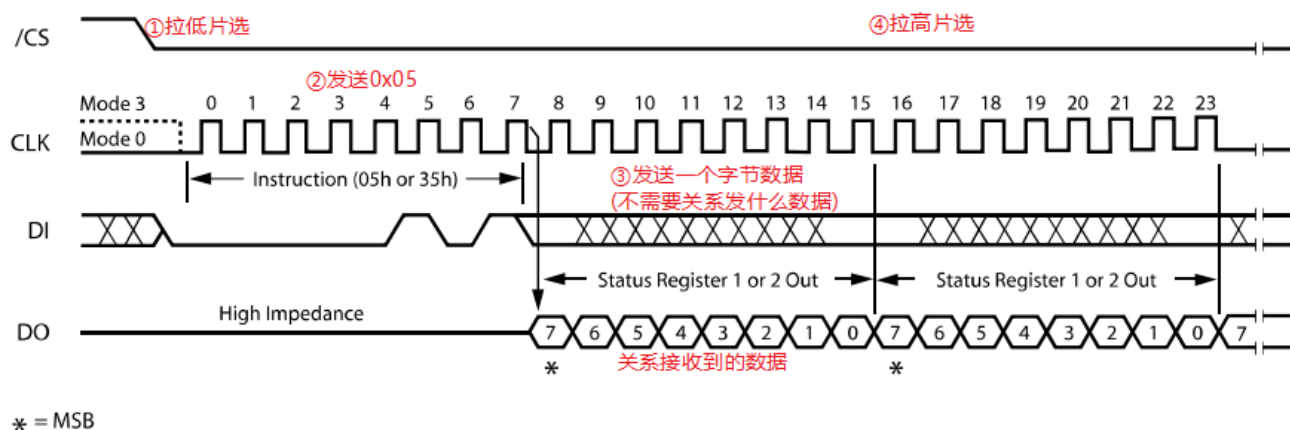 ①拉低片选
④拉高片选
/CS
②发送0x05
Mode 3
0 1 2 3 4 5 6 7 8 9 10 11 12 13 14 15 16 17 18 19 20 21 22 23
CLK
Mode 0
Instruction (05h or 35h)
③发送一个字节数据
(不需要关系发什么数据)
DI
Status Register 1 or 2 Out
Status Register 1 or 2 Out
High Impedance
DO
7 6 5 4 3 2 1 0 7 6 5 4 3 2 1 0 7
关系接收到的数据
* *
* = MSB